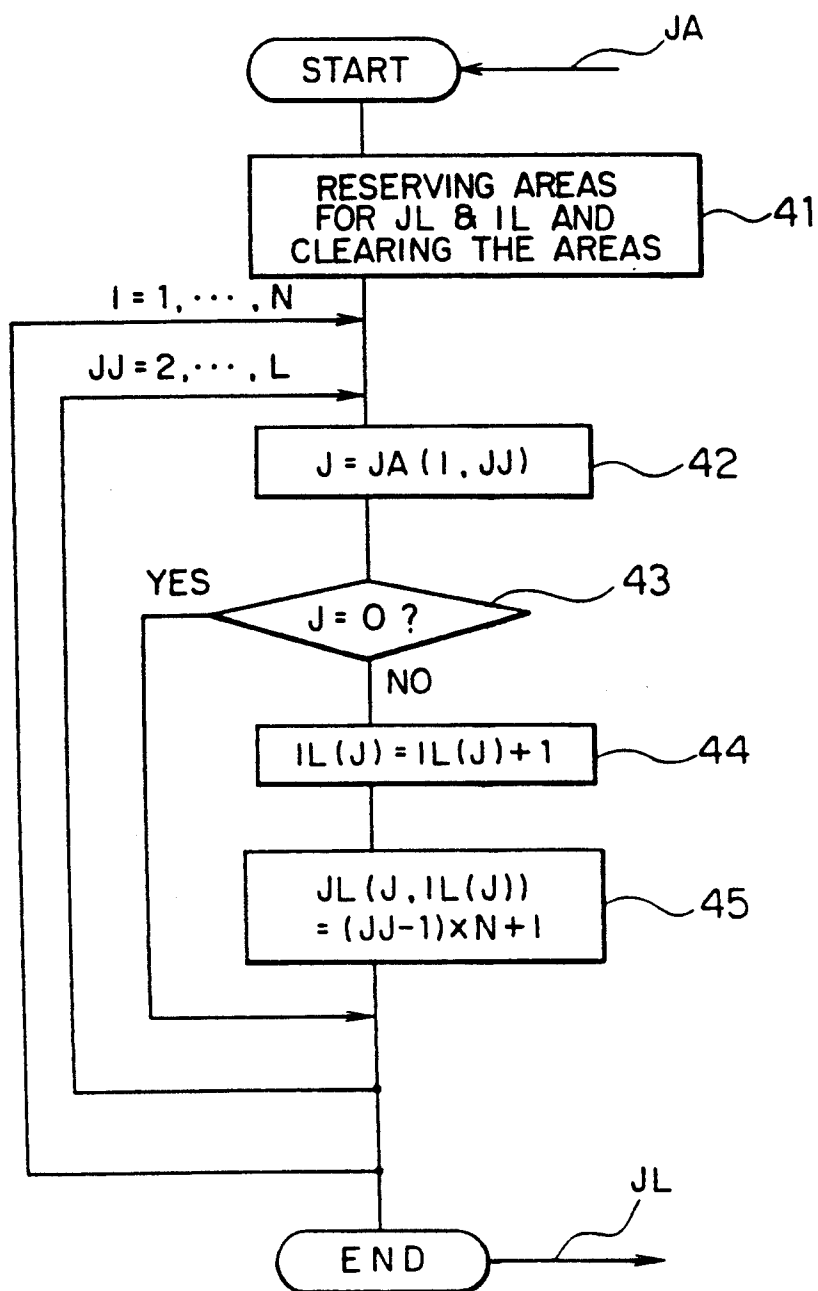 JA
START
RESERVING AREAS
FOR JL & IL AND
CLEARING THE AREAS
41
I = 1, ··· , N
JJ = 2, ··· , L
J = JA ( I , JJ )
42
YES
43
J = 0 ?
NO
IL ( J ) = IL ( J ) + 1
44
JL ( J , IL ( J ) )
= ( JJ - 1 ) × N + I
45
JL
END